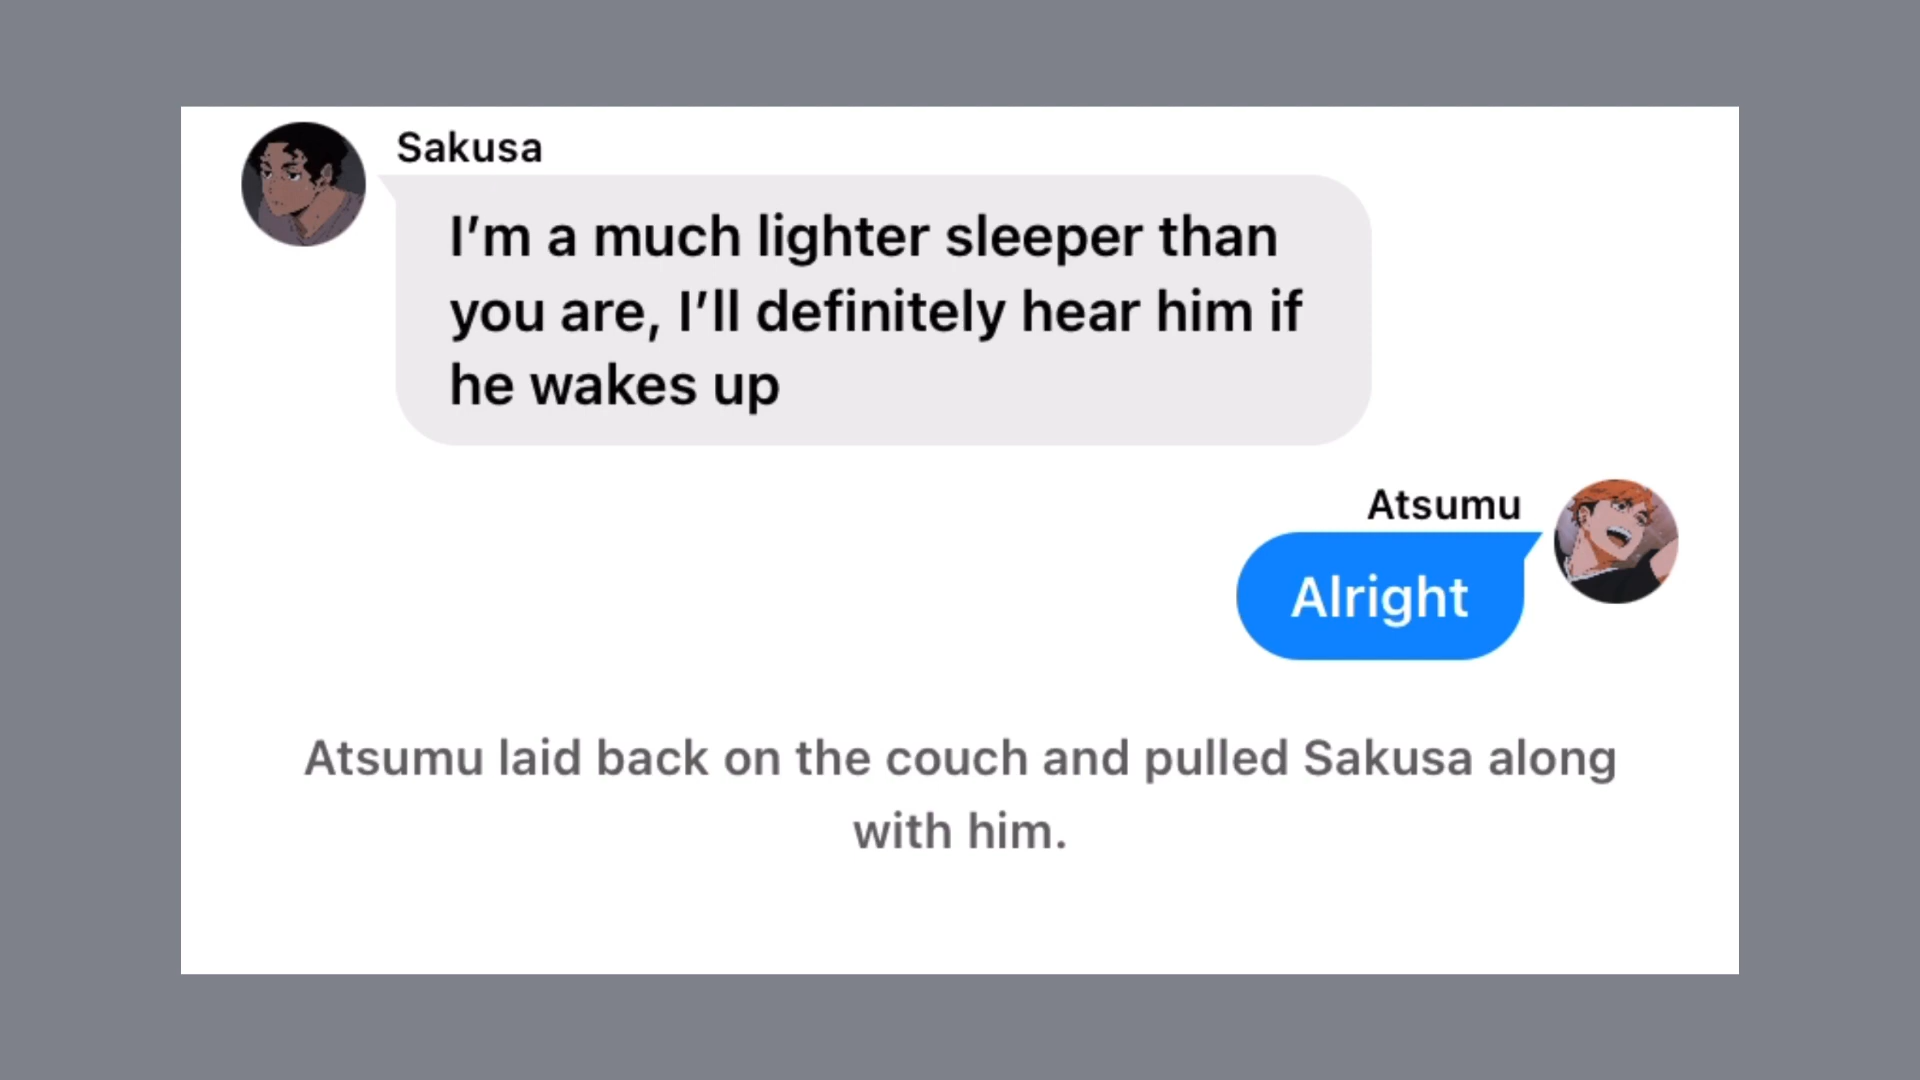 Sakusa
I’m a much lighter sleeper than
you are, I’ll definitely hear him if
he wakes up
Atsumu
Alright
Atsumu laid back on the couch and pulled Sakusa along
with him.